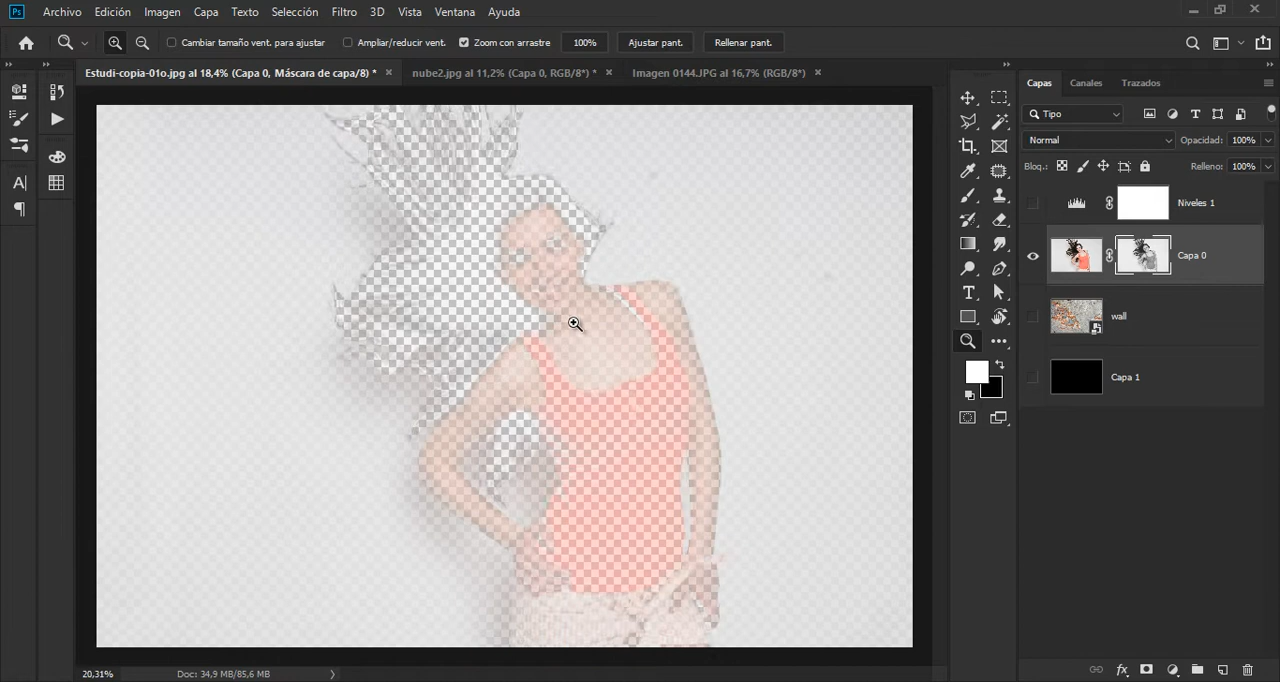 Ps Archivo Edición Imagen Capa Texto Selección Filtro 3D Vista Ventana Ayuda
Cambiar tamaño vent. para ajustar Ampliar/reducir vent. Zoom con arrastre 100% Ajustar pant. Rellenar pant.
Estudi-copia-01o.jpg al 18,4% (Capa 0, Máscara de capa/8) * nube2.jpg al 11,2% (Capa 0, RGB/8*) * Imagen 0144.JPG al 16,7% (RGB/8*)
Capas Canales Trazados
Tipo
Normal Opacidad: 100%
Bloq.: Relleno: 100%
Niveles 1
Capa 0
wall
Capa 1
20,31% Doc: 34,9 MB/85,6 MB